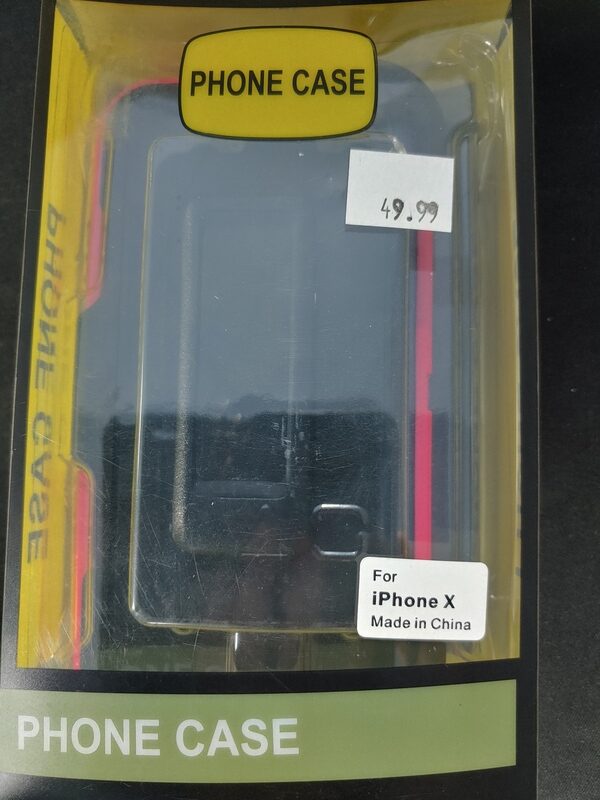 PHONE CASE
49.99
PHONE CASE
For
iPhone X
Made in China
PHONE CASE